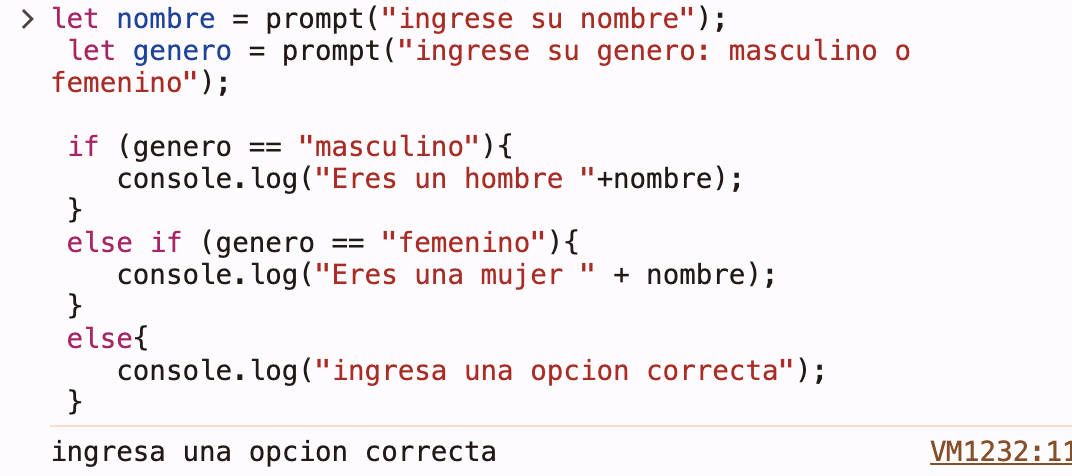 > let nombre = prompt("ingrese su nombre");
let genero = prompt("ingrese su genero: masculino o
femenino");
if (genero == "masculino"){
console.log("Eres un hombre "+nombre);
}
else if (genero == "femenino"){
console.log("Eres una mujer " + nombre);
}
else{
console.log("ingresa una opcion correcta");
}
ingresa una opcion correcta VM1232:11